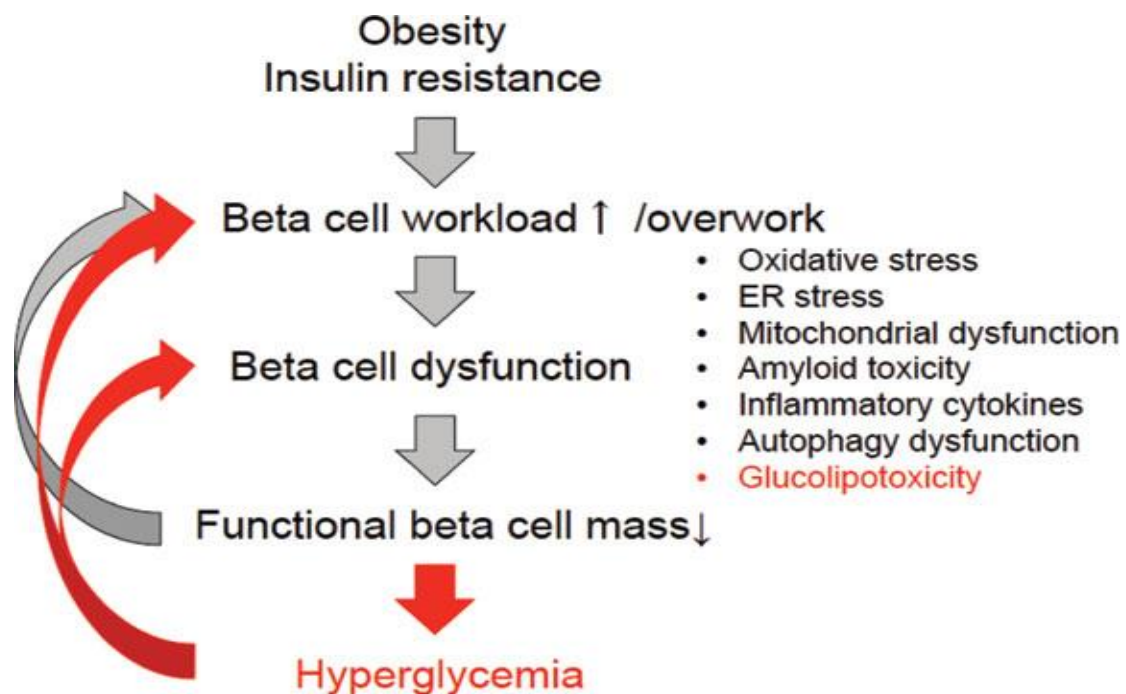 Obesity
Insulin resistance
Beta cell workload ↑ /overwork
• Oxidative stress
• ER stress
• Mitochondrial dysfunction
Beta cell dysfunction
• Amyloid toxicity
• Inflammatory cytokines
• Autophagy dysfunction
• Glucolipotoxicity
Functional beta cell mass↓
Hyperglycemia